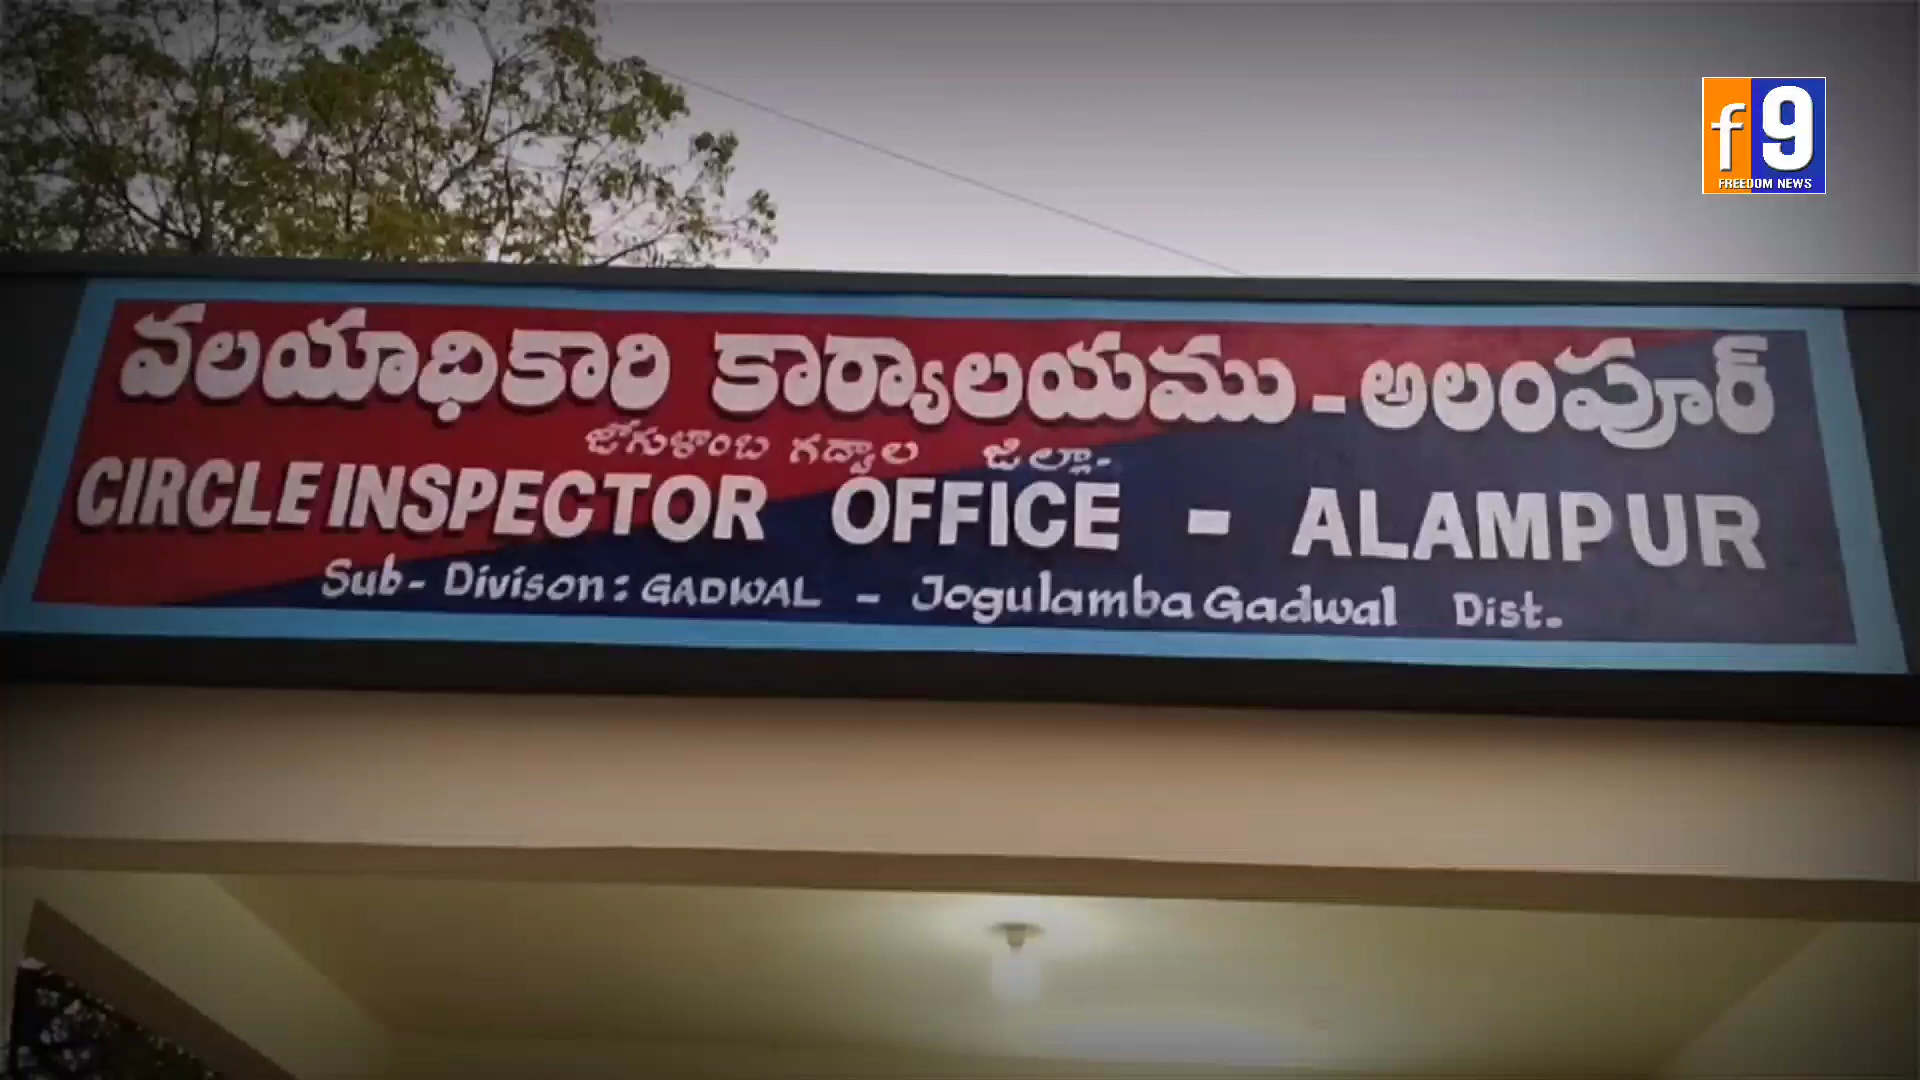 f9
FREEDOM NEWS
వలయాధికారి కార్యాలయము - అలంపూర్
జోగుళాంబ గద్వాల జిల్లా-
CIRCLE INSPECTOR OFFICE - ALAMPUR
Sub- Divison: GADWAL - Jogulamba Gadwal Dist.